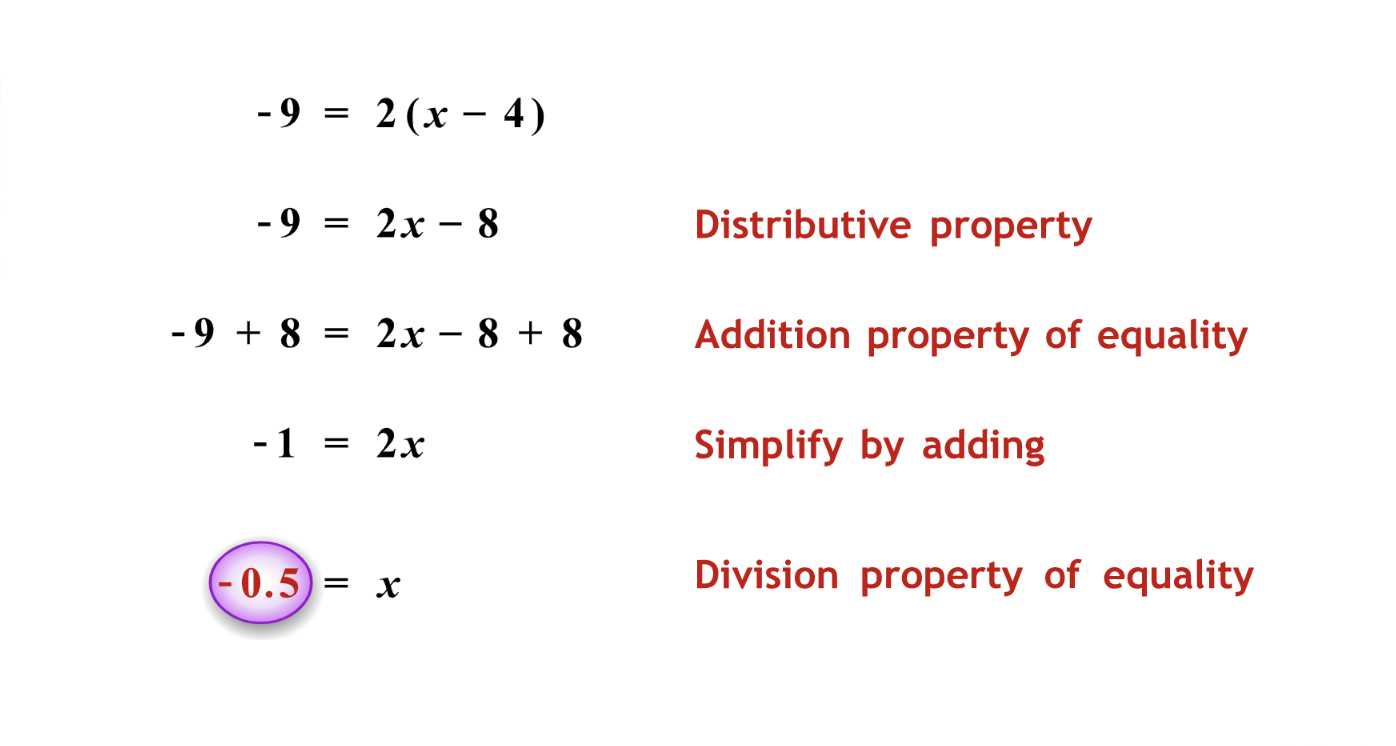 -9 = 2(x − 4)
-9 = 2x − 8 Distributive property
-9 + 8 = 2x − 8 + 8 Addition property of equality
-1 = 2x Simplify by adding
-0.5 = x Division property of equality